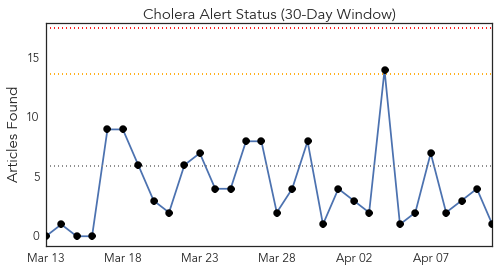 Cholera Alert Status (30-Day Window)
Articles Found
15
10
5
0
Mar 13
Mar 18
Mar 23
Mar 28
Apr 02
Apr 07